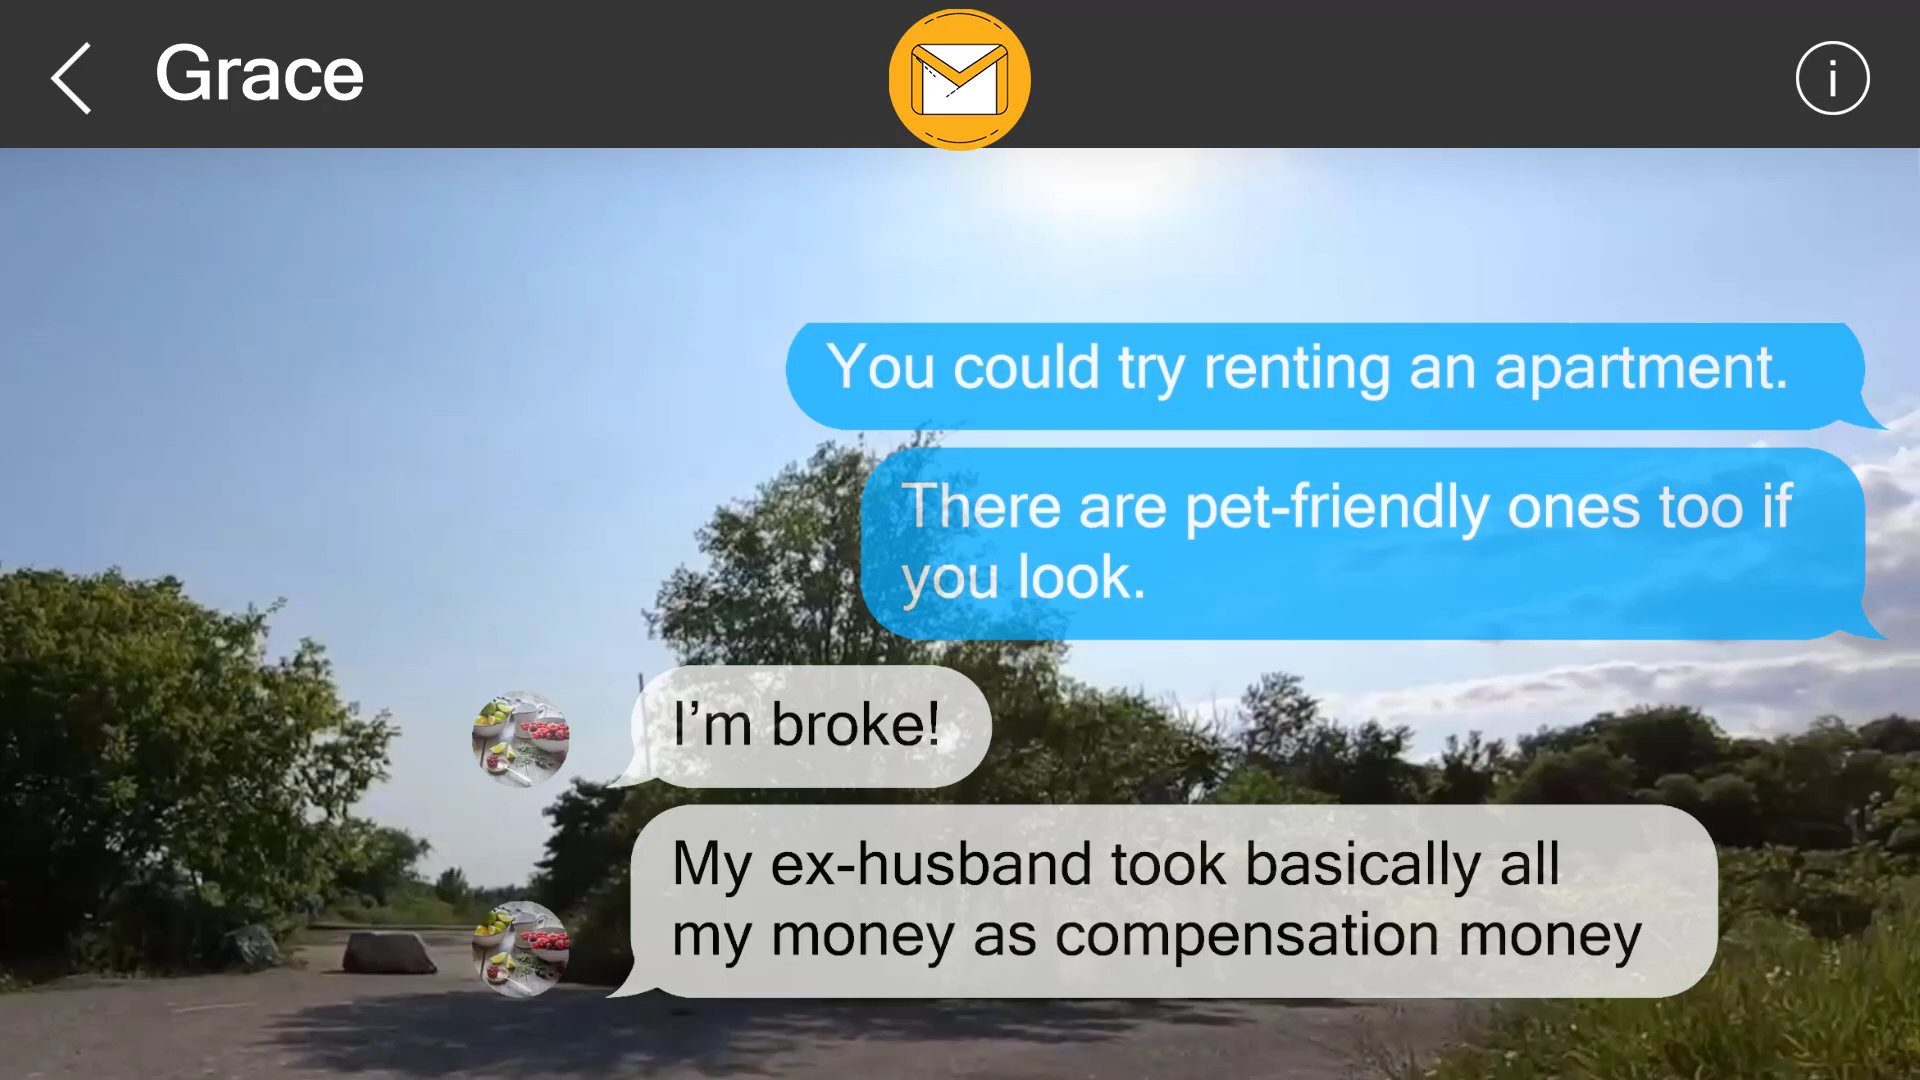 Grace
i
You could try renting an apartment.
There are pet-friendly ones too if
you look.
I’m broke!
My ex-husband took basically all
my money as compensation money